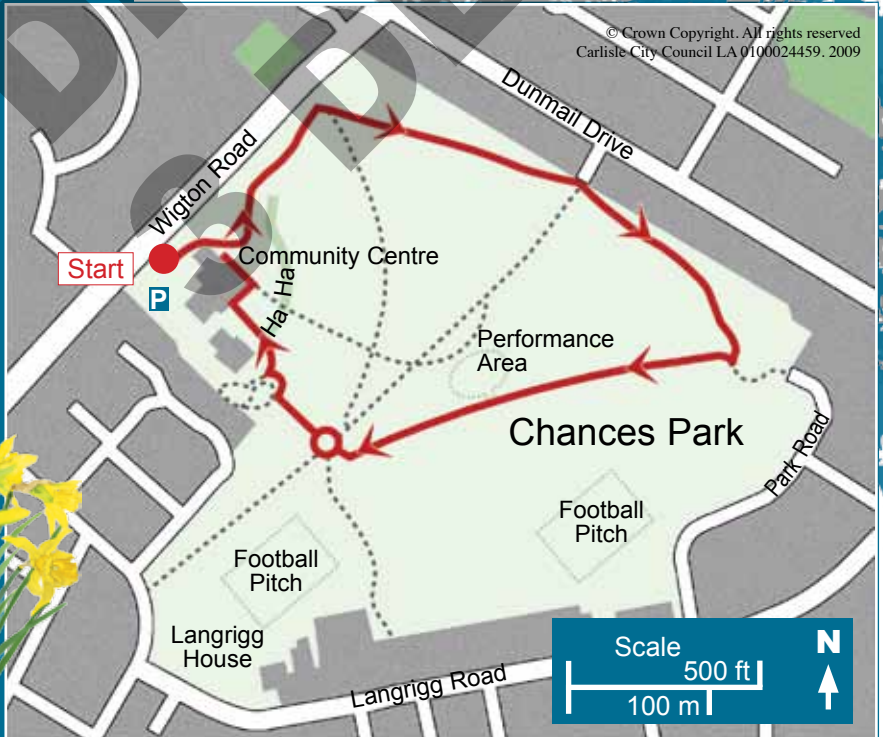 © Crown Copyright. All rights reserved
Carlisle City Council LA 0100024459. 2009
Dunmail Drive
Wigton Road
Start
P
Community Centre
Ha Ha
Performance
Area
Chances Park
Park Road
Football
Pitch
Football
Pitch
Langrigg
House
Langrigg Road
Scale
500 ft
100 m
N